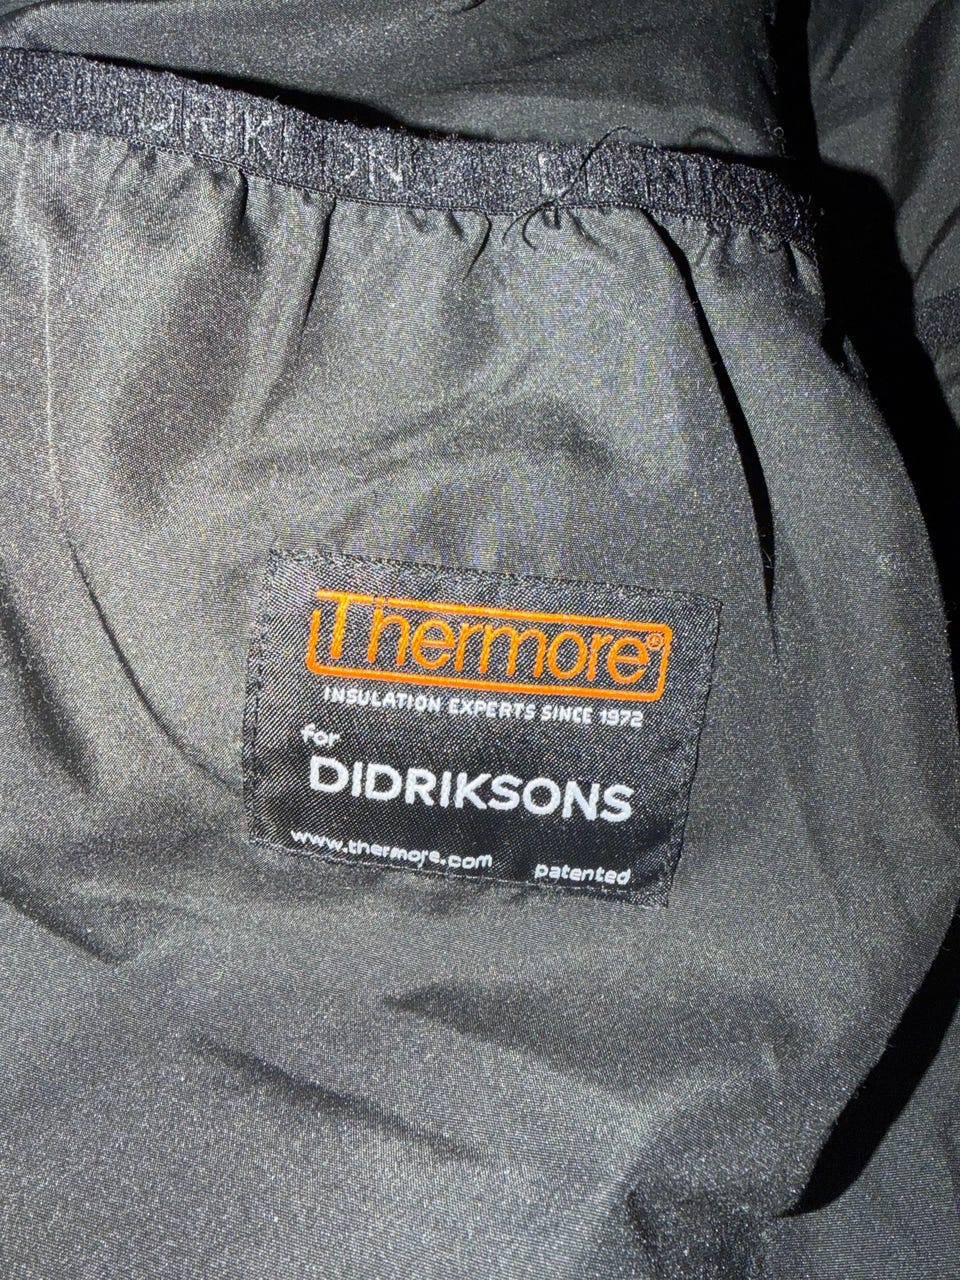 Thermore®
INSULATION EXPERTS SINCE 1972
for
DIDRIKSONS
www.thermore.com patented